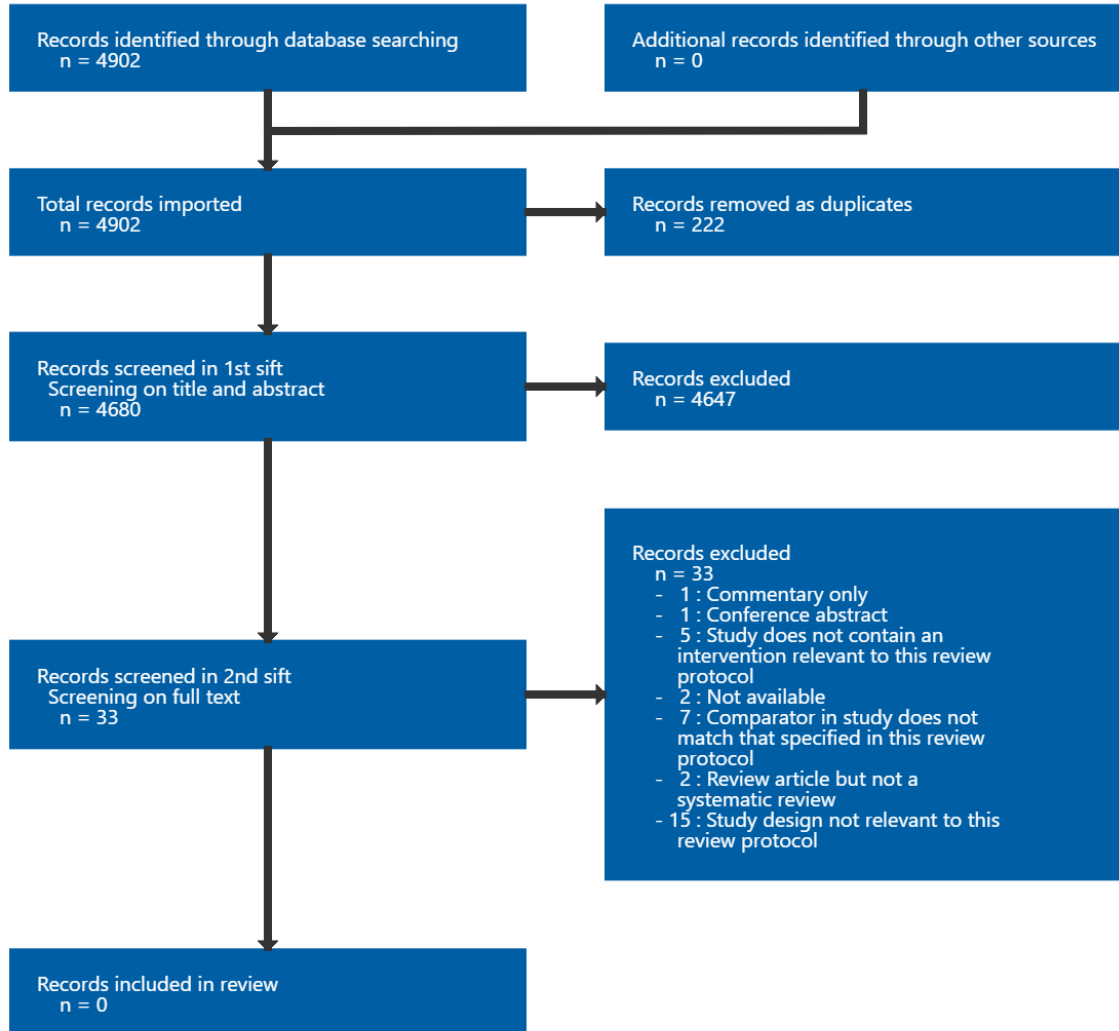 Records identified through database searching
n = 4902
Additional records identified through other sources
n = 0
Total records imported
n = 4902
Records removed as duplicates
n = 222
Records screened in 1st sift
Screening on title and abstract
n = 4680
Records excluded
n = 4647
Records screened in 2nd sift
Screening on full text
n = 33
Records excluded
n = 33
- 1 : Commentary only
- 1 : Conference abstract
- 5 : Study does not contain an
intervention relevant to this review
protocol
- 2 : Not available
- 7 : Comparator in study does not
match that specified in this review
protocol
- 2 : Review article but not a
systematic review
- 15 : Study design not relevant to this
review protocol
Records included in review
n = 0